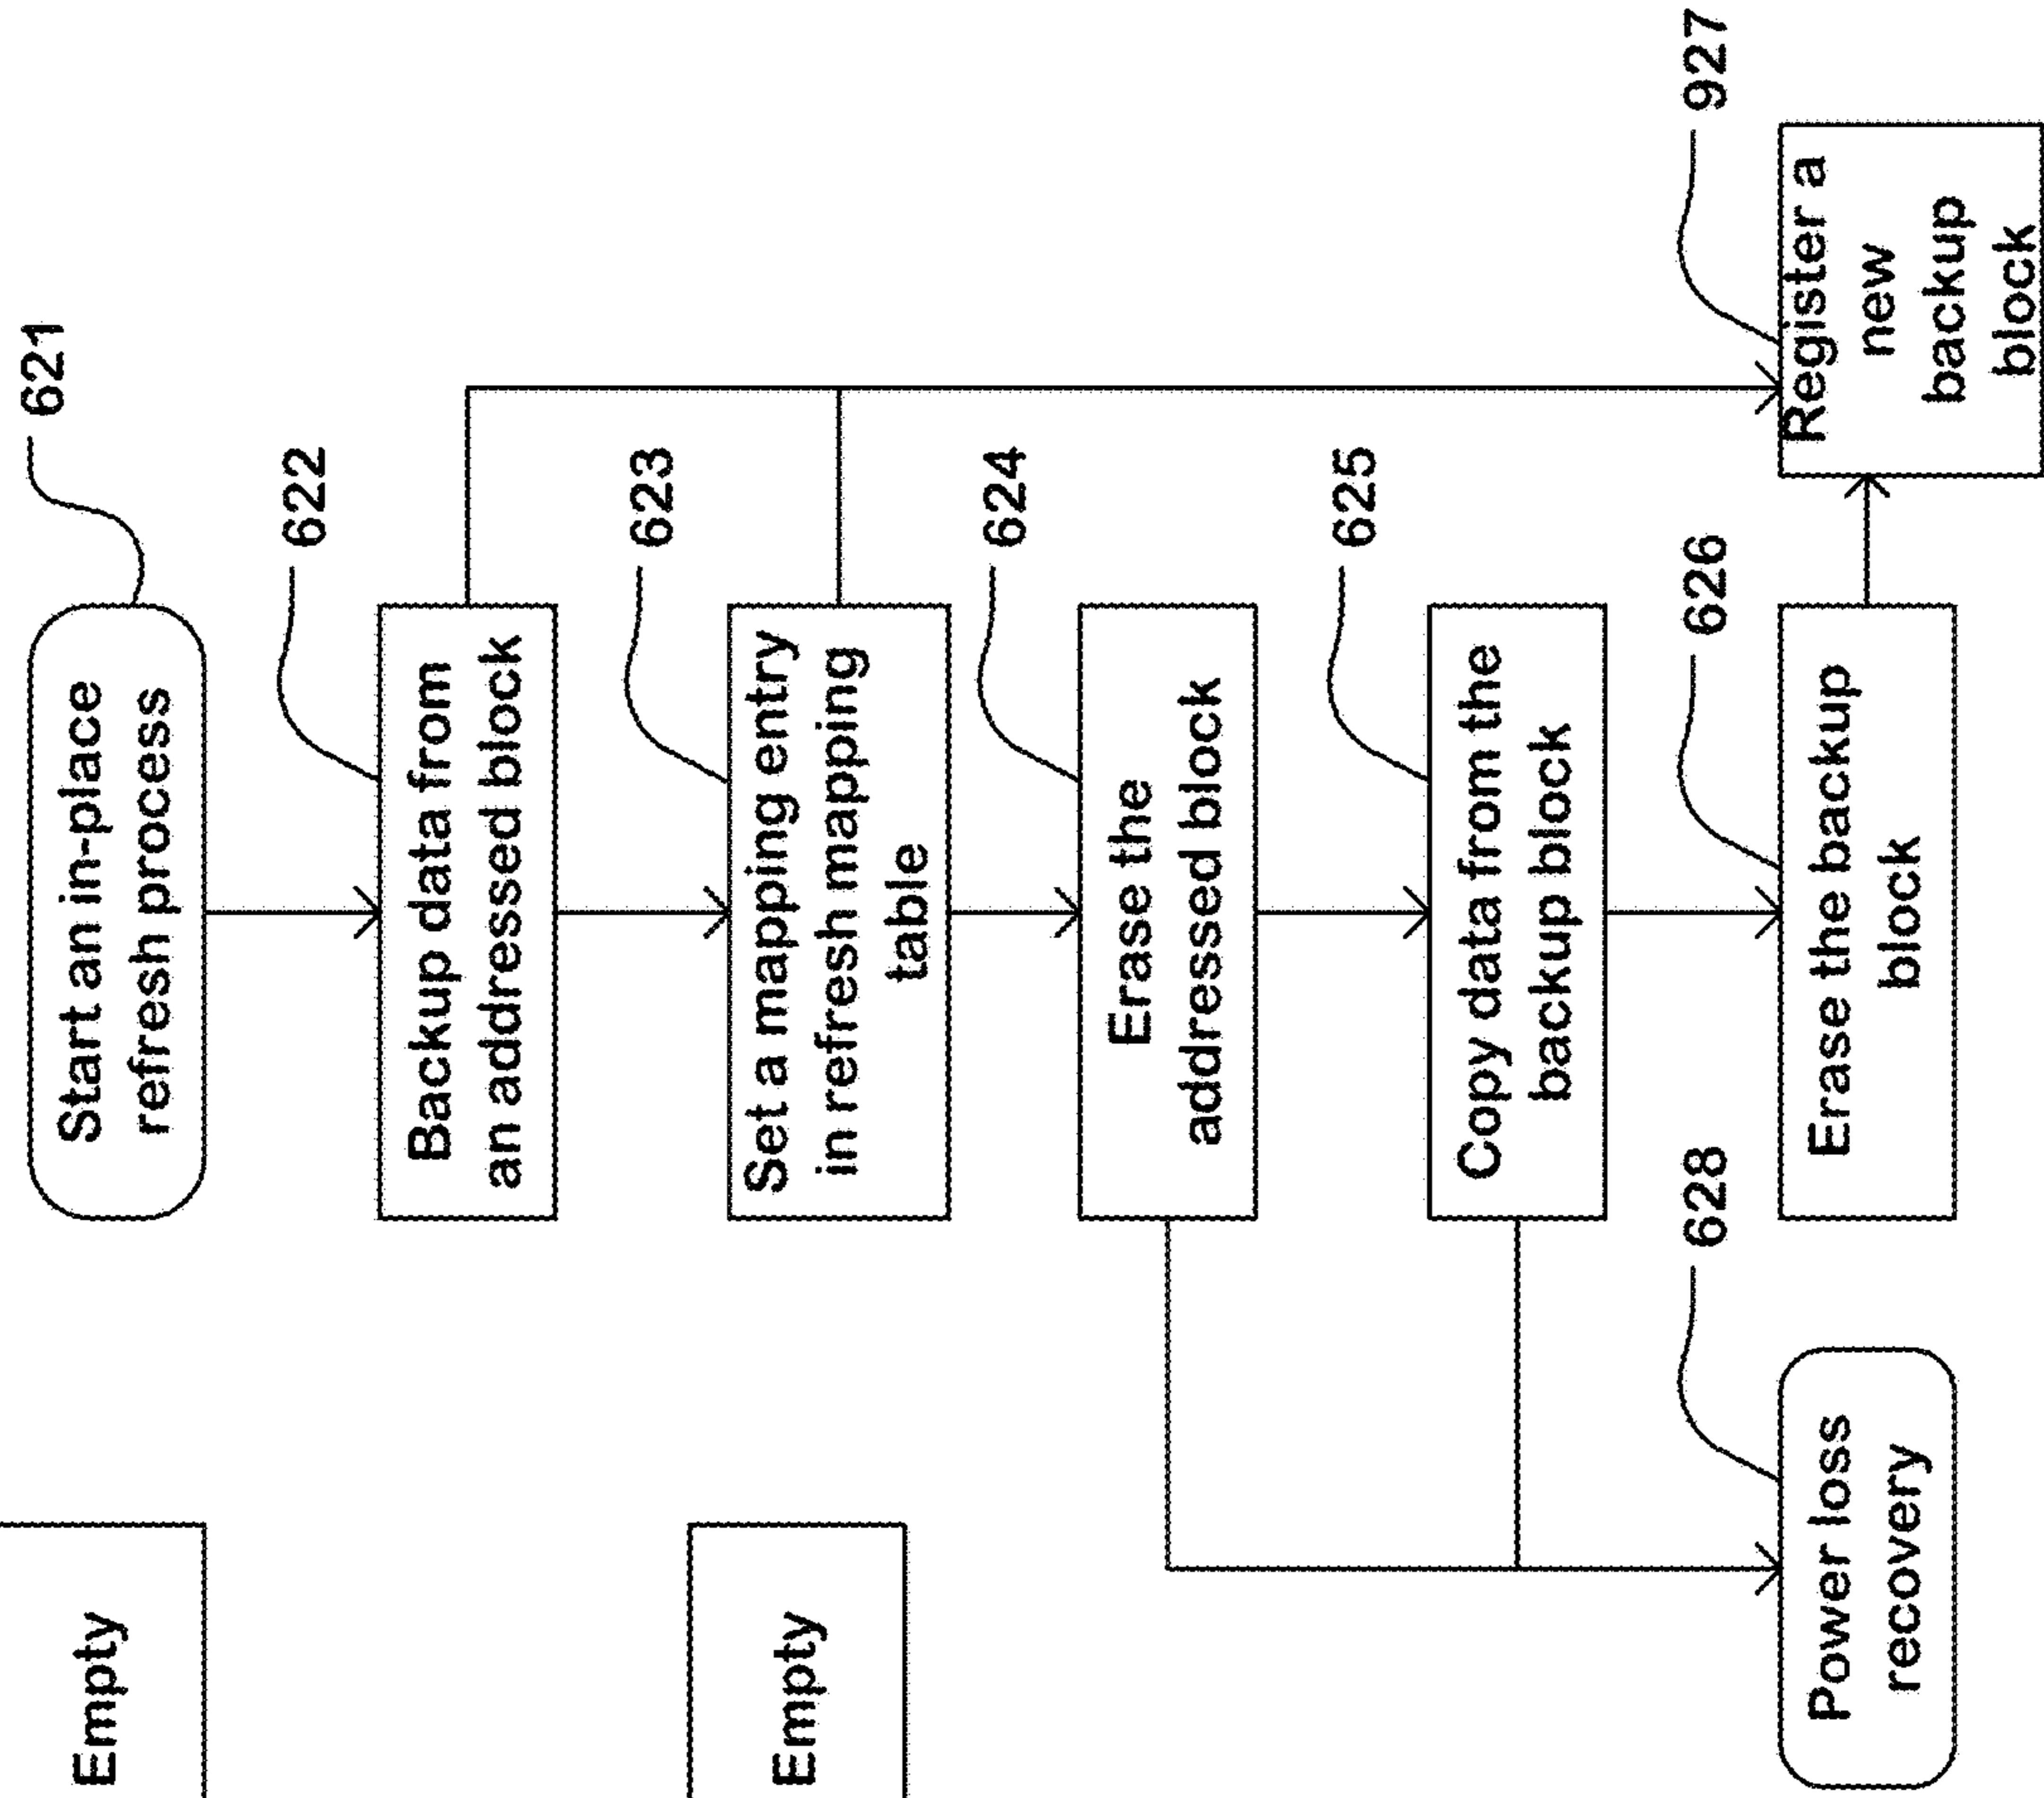 621
Start an in-place
refresh process
622
Backup data from
an addressed block
623
Set a mapping entry
in refresh mapping
table
624
Erase the
addressed block
625
Copy data from the
backup block
626
Erase the backup
block
927
Register a
new
backup
block
628
Power loss
recovery
Empty
Empty